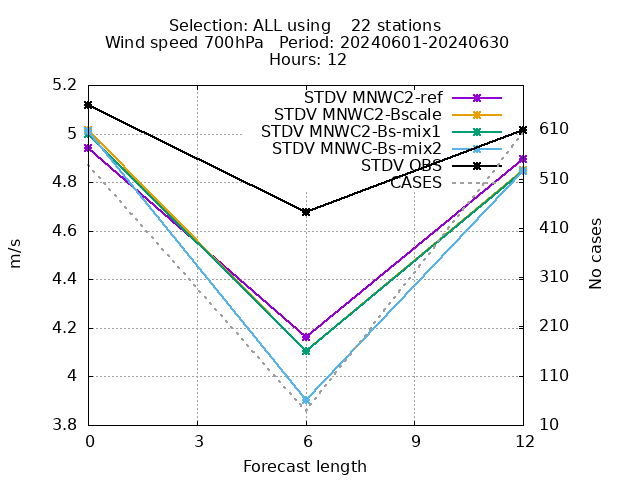 Selection: ALL using    22 stations
Wind speed 700hPa   Period: 20240601-20240630
Hours: 12
STDV MNWC2-ref
STDV MNWC2-Bscale
STDV MNWC2-Bs-mix1
STDV MNWC-Bs-mix2
STDV OBS
CASES
5.2
5
4.8
4.6
4.4
4.2
4
3.8
m/s
610
510
410
310
210
110
10
No cases
0 3 6 9 12
Forecast length